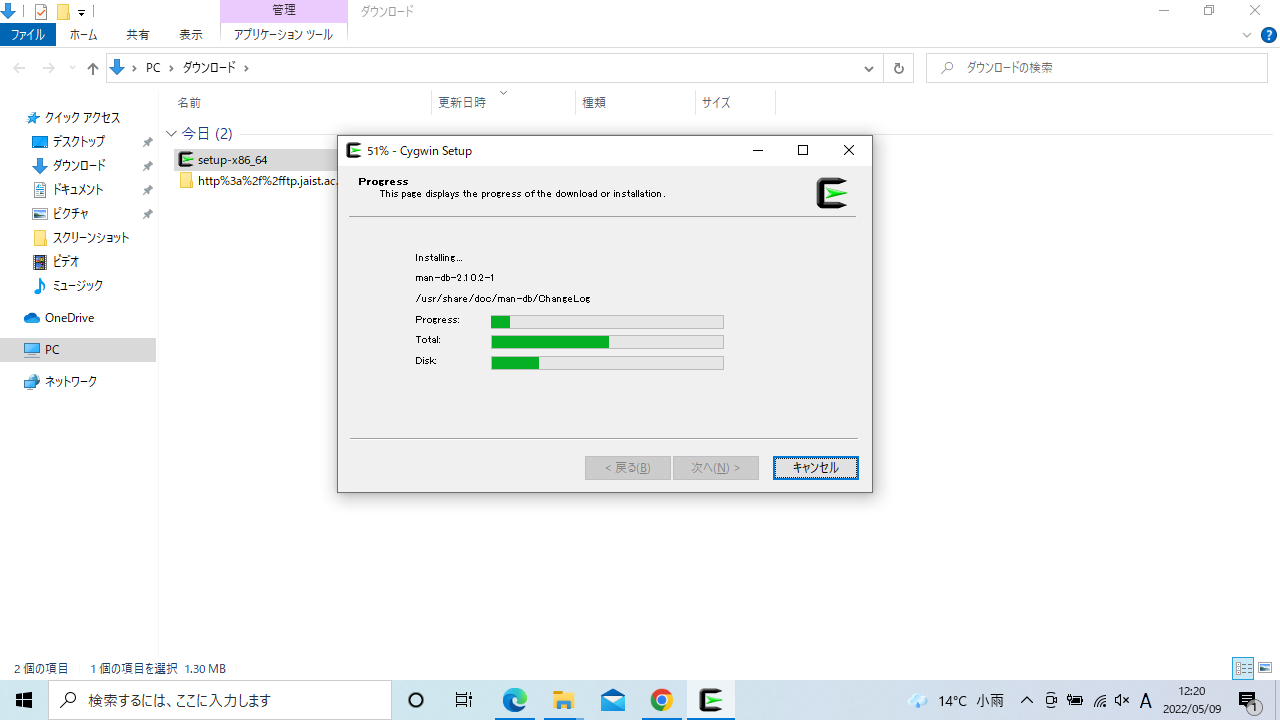 管理
ダウンロード
ファイル
ホーム
共有
表示
アプリケーション ツール
PC
ダウンロード
ダウンロードの検索
名前
更新日時
種類
サイズ
クイック アクセス
デスクトップ
ダウンロード
ドキュメント
ピクチャ
スクリーンショット
ビデオ
ミュージック
OneDrive
PC
ネットワーク
今日 (2)
setup-x86_64
http%3a%2f%2fftp.jaist.ac.
51% - Cygwin Setup
Progress
This page displays the progress of the download or installation.
Installing...
man-db-2.10.2-1
/usr/share/doc/man-db/ChangeLog
Progress:
Total:
Disk:
< 戻る(B)
次へ(N) >
キャンセル
2 個の項目
1 個の項目を選択 1.30 MB
検索するには、ここに入力します
14°C 小雨
A
12:20
2022/05/09
1